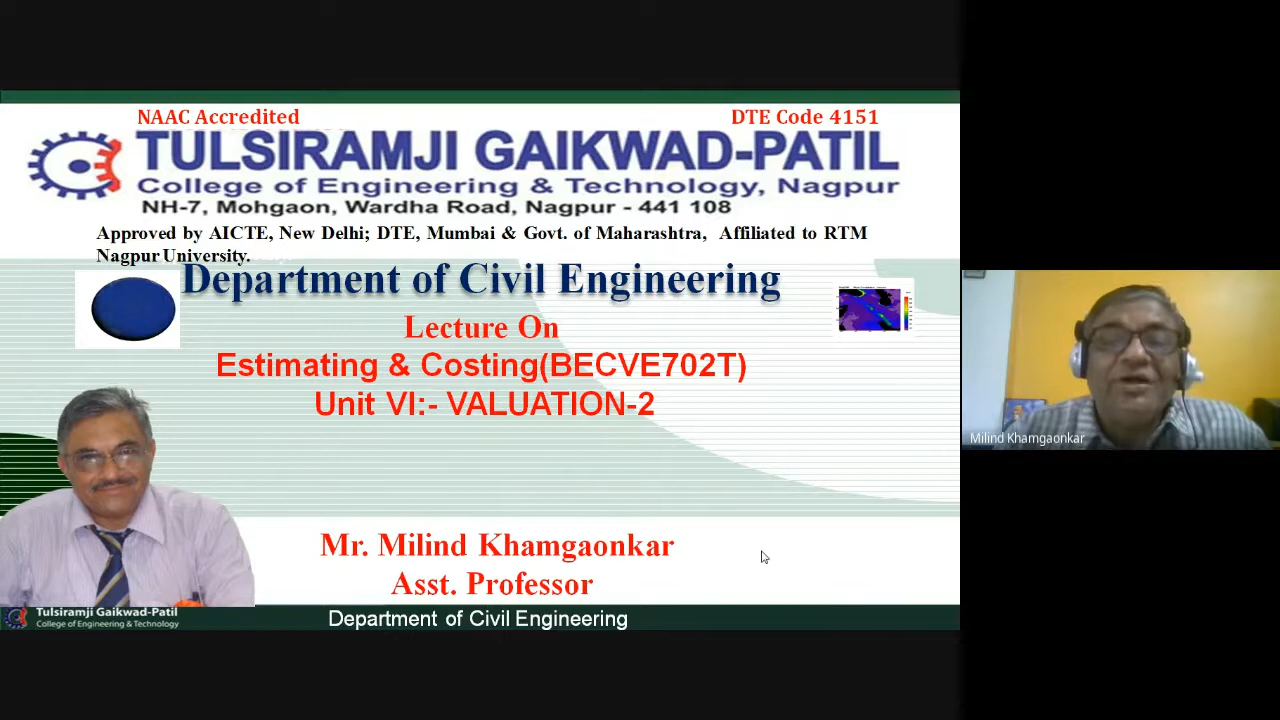 NAAC Accredited
DTE Code 4151
TULSIRAMJI GAIKWAD-PATIL
College of Engineering & Technology, Nagpur
NH-7, Mohgaon, Wardha Road, Nagpur - 441 108
Approved by AICTE, New Delhi; DTE, Mumbai & Govt. of Maharashtra, Affiliated to RTM
Nagpur University.
Department of Civil Engineering
Lecture On
Estimating & Costing(BECVE702T)
Unit VI:- VALUATION-2
Milind Khamgaonkar
Mr. Milind Khamgaonkar
Asst. Professor
Tulsiramji Gaikwad-Patil
College of Engineering & Technology
Department of Civil Engineering